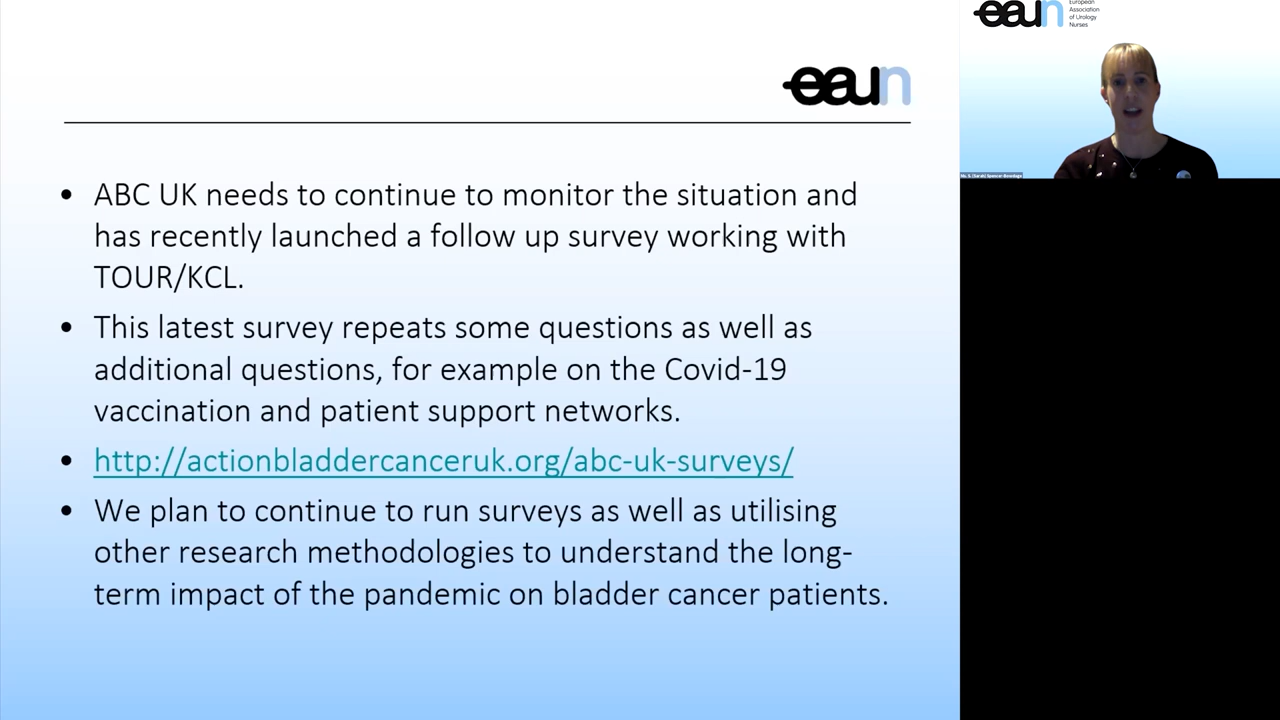 eaun
• ABC UK needs to continue to monitor the situation and
has recently launched a follow up survey working with
TOUR/KCL.
• This latest survey repeats some questions as well as
additional questions, for example on the Covid-19
vaccination and patient support networks.
• http://actionbladdercanceruk.org/abc-uk-surveys/
• We plan to continue to run surveys as well as utilising
other research methodologies to understand the long-
term impact of the pandemic on bladder cancer patients.
eaun
European
Association
of Urology
Nurses
Ms. S. (Sarah)